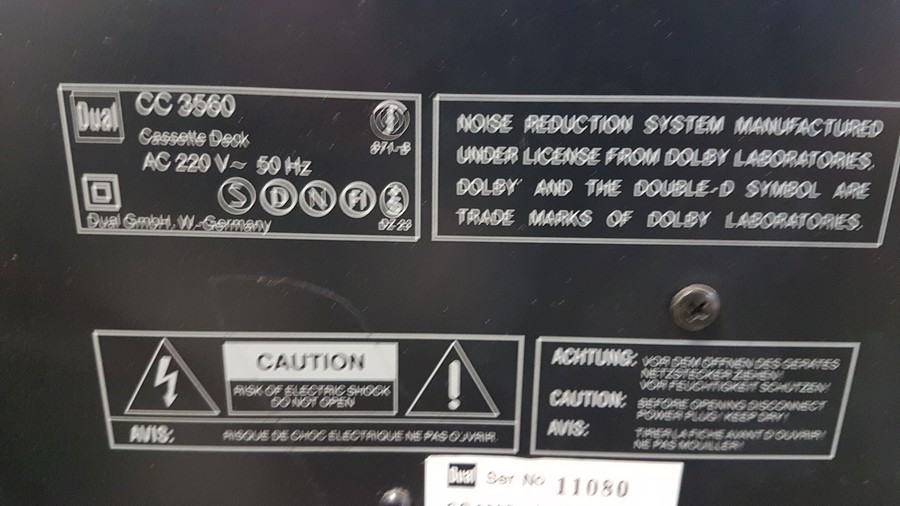 Dual CC 3560
Cassette Deck
AC 220 V~ 50 Hz
S D N FI
Dual GmbH, W.-Germany
NOISE REDUCTION SYSTEM MANUFACTURED
UNDER LICENSE FROM DOLBY LABORATORIES.
DOLBY AND THE DOUBLE-D SYMBOL ARE
TRADE MARKS OF DOLBY LABORATORIES.
CAUTION
RISK OF ELECTRIC SHOCK
DO NOT OPEN
AVIS: RISQUE DE CHOC ELECTRIQUE NE PAS OUVRIR.
ACHTUNG: VOR DEM ÖFFNEN DES GERÄTES
NETZSTECKER ZIEHEN!
VOR FEUCHTIGKEIT SCHÜTZEN!
CAUTION: BEFORE OPENING DISCONNECT
POWER PLUG! KEEP DRY!
AVIS: TIRER LA FICHE AVANT D'OUVRIR!
NE PAS MOUILLER!
Dual Ser No 11080